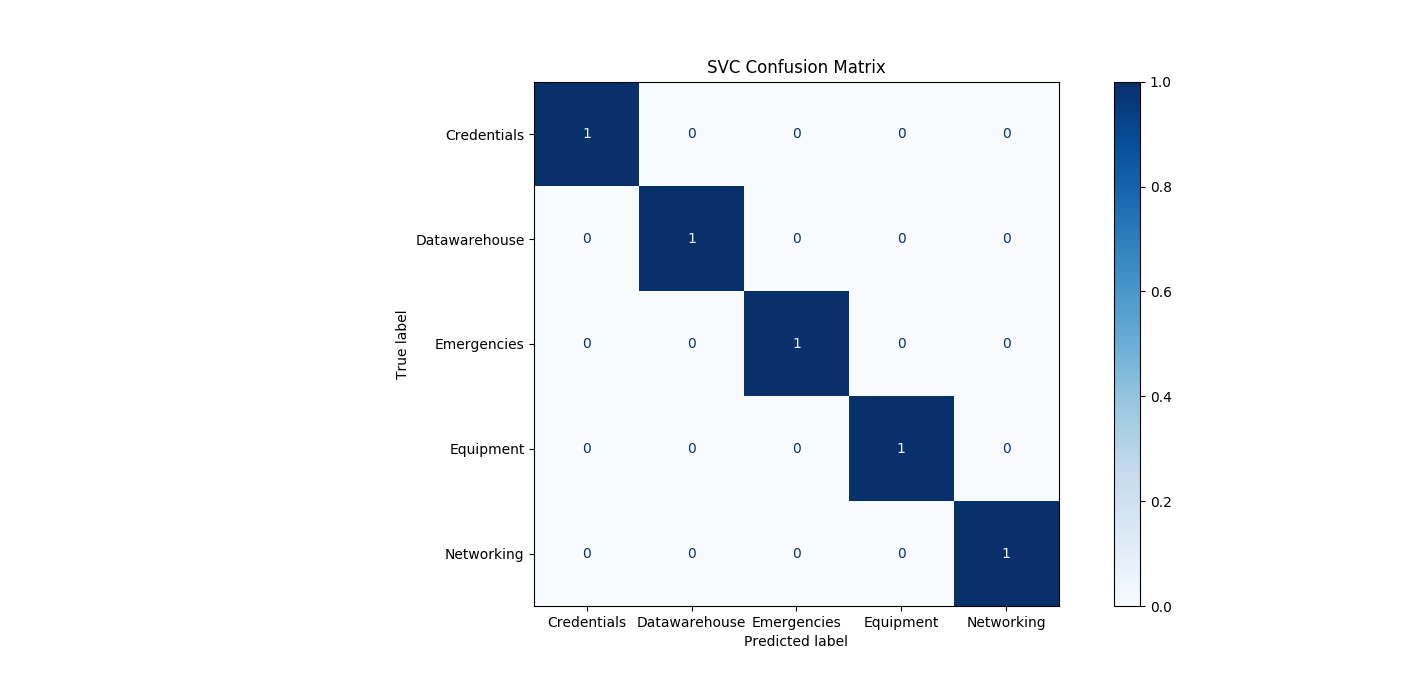 SVC Confusion Matrix
True label
Credentials 1 0 0 0 0
Datawarehouse 0 1 0 0 0
Emergencies 0 0 1 0 0
Equipment 0 0 0 1 0
Networking 0 0 0 0 1
Credentials Datawarehouse Emergencies Equipment Networking
Predicted label
1.0
0.8
0.6
0.4
0.2
0.0